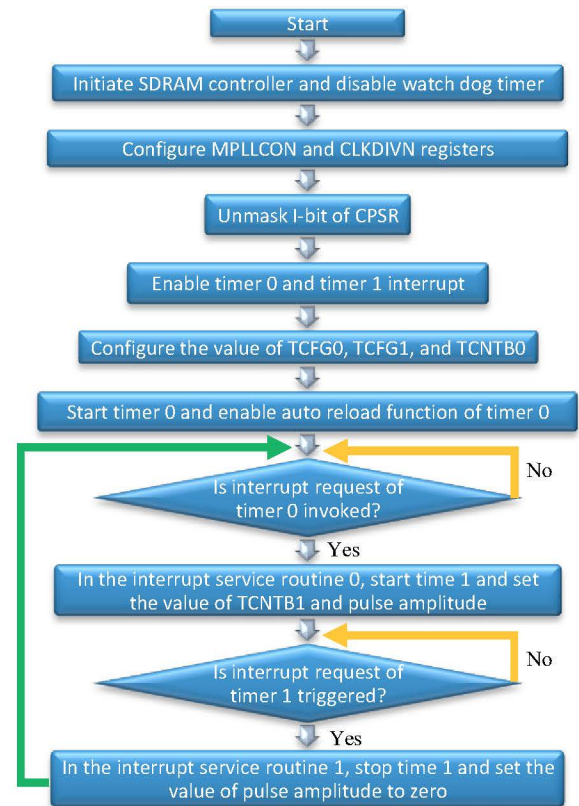 Start
Initiate SDRAM controller and disable watch dog timer
Configure MPLLCON and CLKDIVN registers
Unmask I-bit of CPSR
Enable timer 0 and timer 1 interrupt
Configure the value of TCFG0, TCFG1, and TCNTB0
Start timer 0 and enable auto reload function of timer 0
Is interrupt request of
timer 0 invoked?
No
Yes
In the interrupt service routine 0, start time 1 and set
the value of TCNTB1 and pulse amplitude
Is interrupt request of
timer 1 triggered?
No
Yes
In the interrupt service routine 1, stop time 1 and set the
value of pulse amplitude to zero